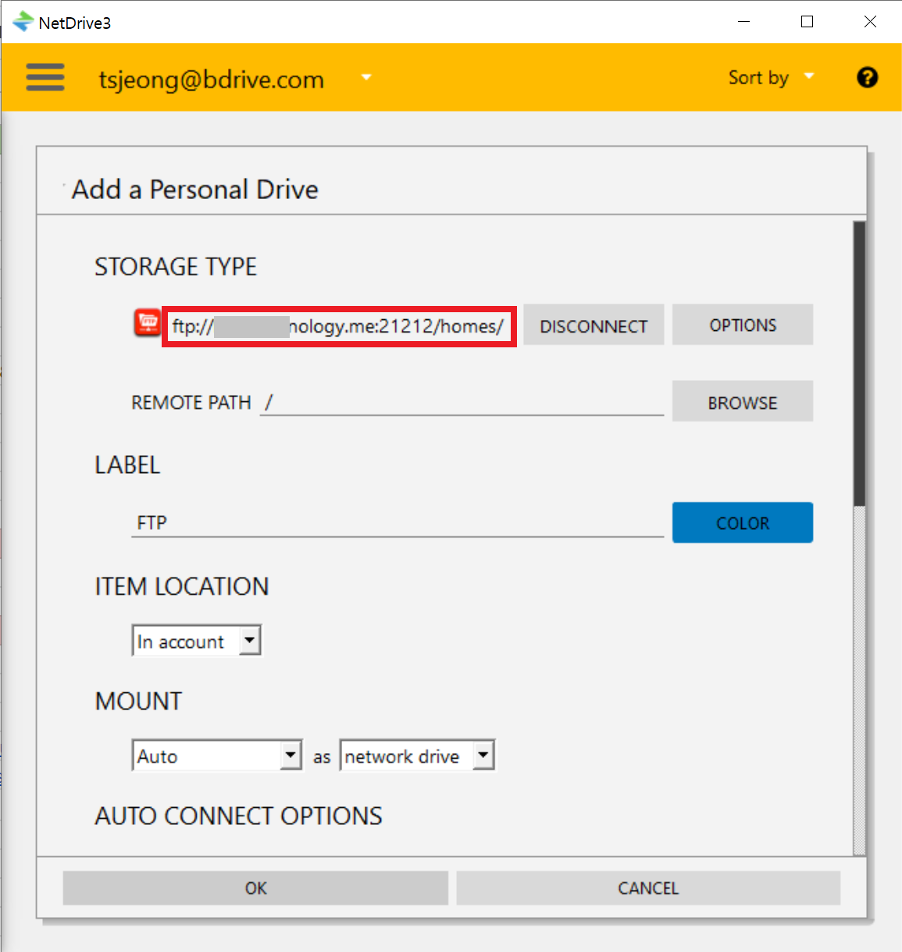 NetDrive3
tsjeong@bdrive.com Sort by ?
Add a Personal Drive
STORAGE TYPE
ftp:// nology.me:21212/homes/ DISCONNECT OPTIONS
REMOTE PATH / BROWSE
LABEL
FTP COLOR
ITEM LOCATION
In account
MOUNT
Auto as network drive
AUTO CONNECT OPTIONS
OK CANCEL